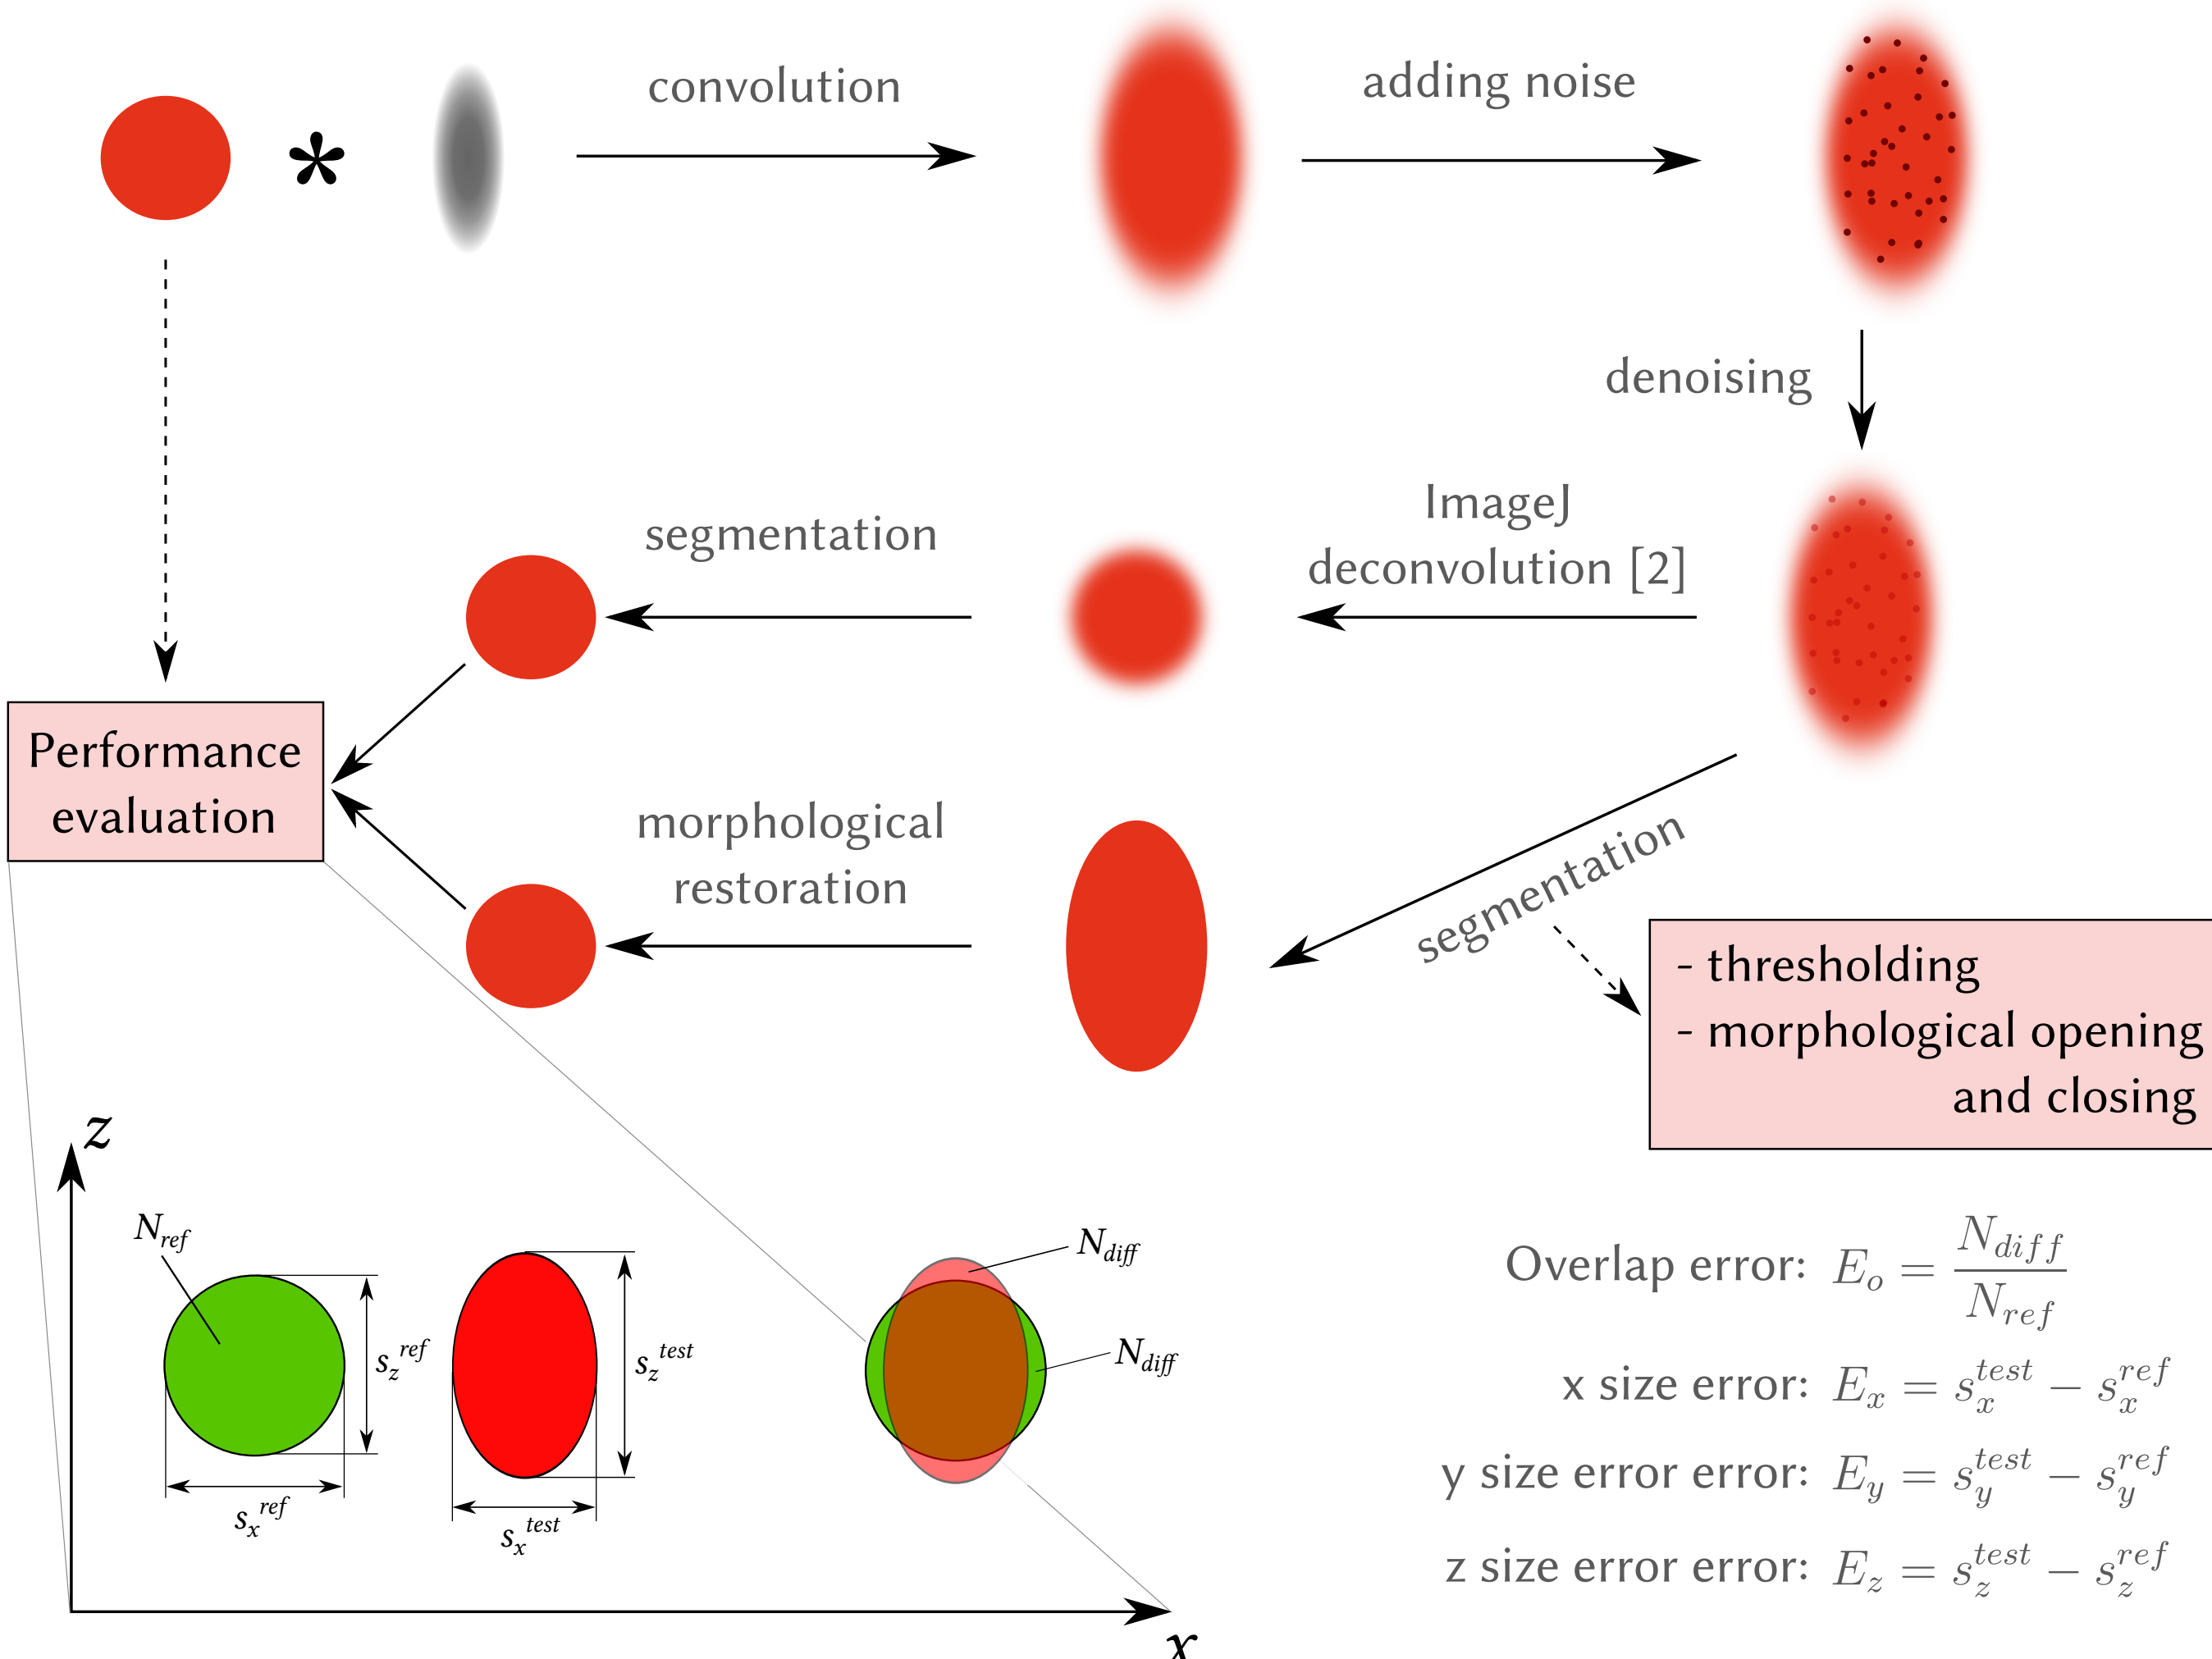 convolution
adding noise
*
denoising
ImageJ
deconvolution [2]
segmentation
Performance
evaluation
morphological
restoration
segmentation
- thresholding
- morphological opening
and closing
z
N_ref
s_z^ref
s_x^ref
s_z^test
s_x^test
N_diff
N_diff
x
Overlap error: E_o = N_diff / N_ref
x size error: E_x = s_x^test − s_x^ref
y size error error: E_y = s_y^test − s_y^ref
z size error error: E_z = s_z^test − s_z^ref